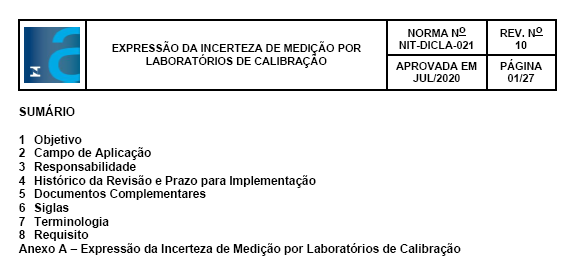 EXPRESSÃO DA INCERTEZA DE MEDIÇÃO POR
LABORATÓRIOS DE CALIBRAÇÃO
NORMA Nº
NIT-DICLA-021
REV. Nº
10
APROVADA EM
JUL/2020
PÁGINA
01/27
SUMÁRIO
1 Objetivo
2 Campo de Aplicação
3 Responsabilidade
4 Histórico da Revisão e Prazo para Implementação
5 Documentos Complementares
6 Siglas
7 Terminologia
8 Requisito
Anexo A – Expressão da Incerteza de Medição por Laboratórios de Calibração